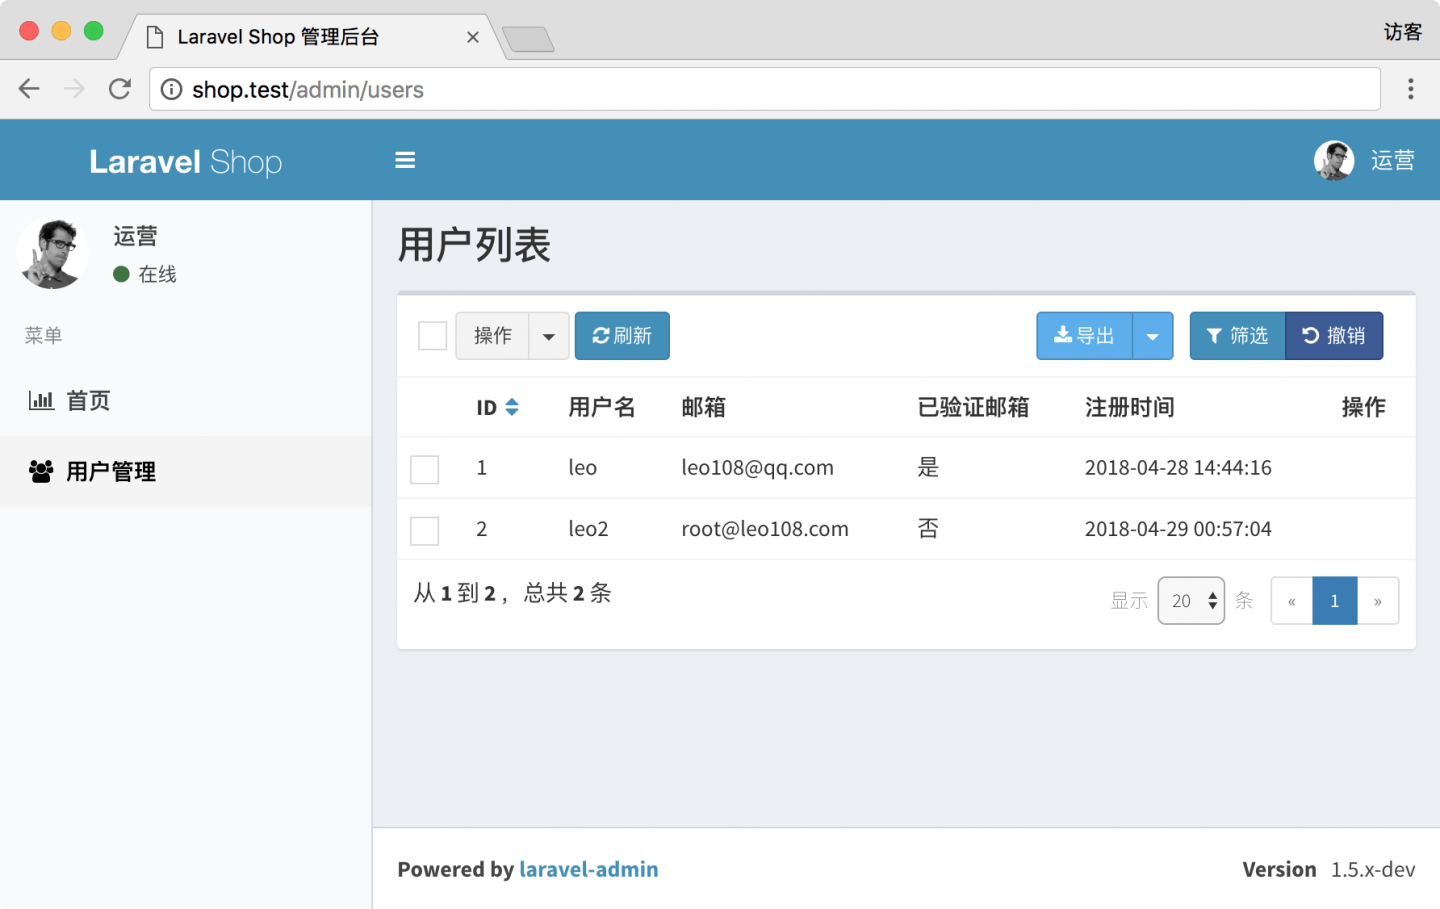 Laravel Shop 管理后台
访客
shop.test/admin/users
Laravel Shop
运营
运营
在线
菜单
首页
用户管理
用户列表
操作 刷新 导出 筛选 撤销
ID 用户名 邮箱 已验证邮箱 注册时间 操作
1 leo leo108@qq.com 是 2018-04-28 14:44:16
2 leo2 root@leo108.com 否 2018-04-29 00:57:04
从 1 到 2 ，总共 2 条
显示 20 条 « 1 »
Powered by laravel-admin
Version 1.5.x-dev